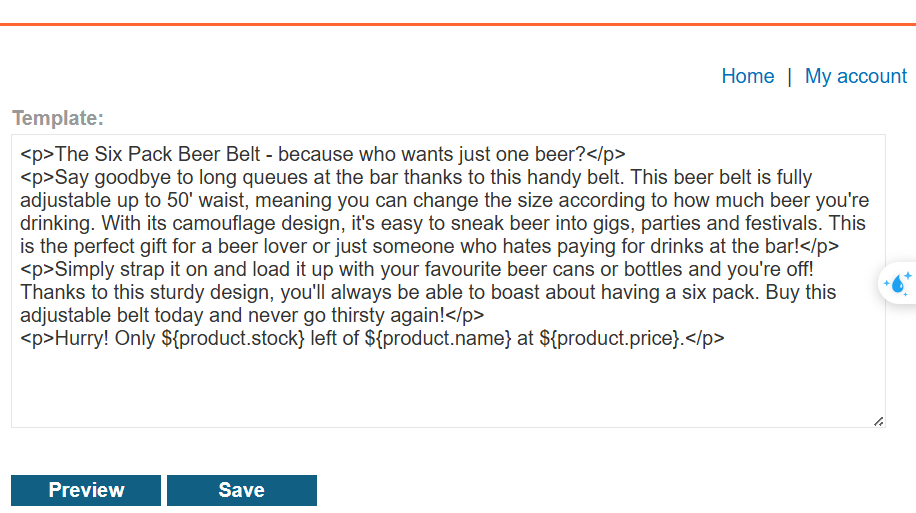 Home | My account
Template:
<p>The Six Pack Beer Belt - because who wants just one beer?</p>
<p>Say goodbye to long queues at the bar thanks to this handy belt. This beer belt is fully
adjustable up to 50' waist, meaning you can change the size according to how much beer you're
drinking. With its camouflage design, it's easy to sneak beer into gigs, parties and festivals. This
is the perfect gift for a beer lover or just someone who hates paying for drinks at the bar!</p>
<p>Simply strap it on and load it up with your favourite beer cans or bottles and you're off!
Thanks to this sturdy design, you'll always be able to boast about having a six pack. Buy this
adjustable belt today and never go thirsty again!</p>
<p>Hurry! Only ${product.stock} left of ${product.name} at ${product.price}.</p>
Preview Save